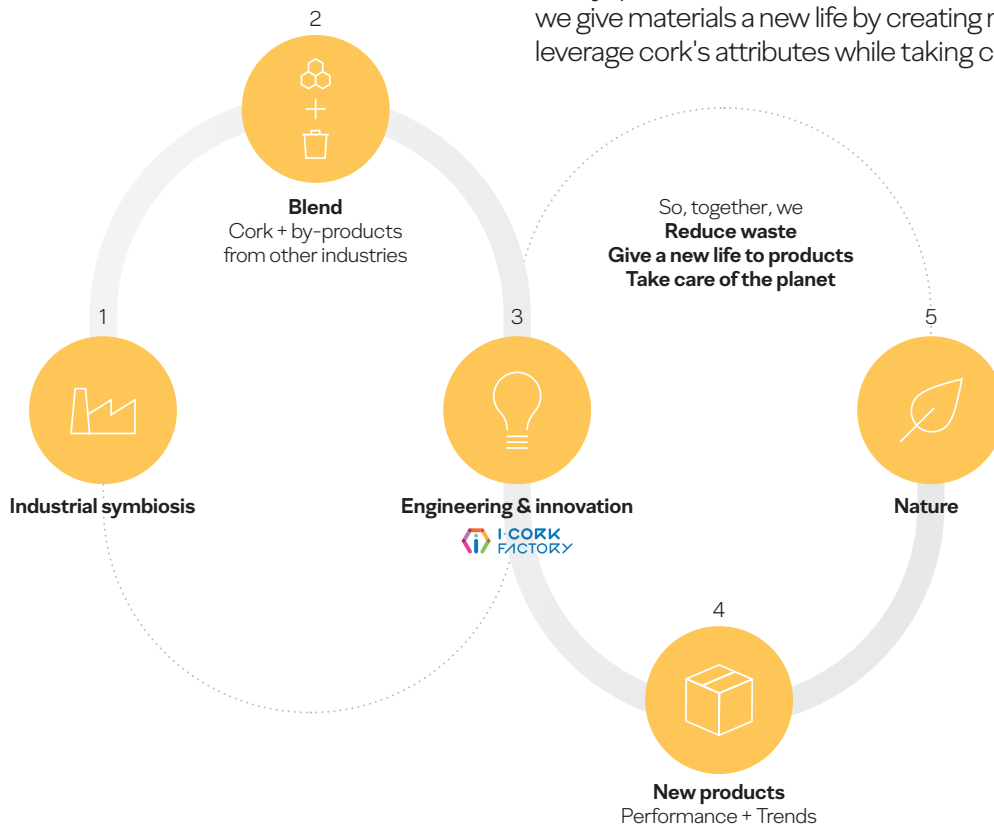 we give materials a new life by creating
leverage cork's attributes while taking
2
Blend
Cork + by-products
from other industries
So, together, we
Reduce waste
Give a new life to products
Take care of the planet
1
Industrial symbiosis
3
Engineering & innovation
I·CORK
FACTORY
5
Nature
4
New products
Performance + Trends